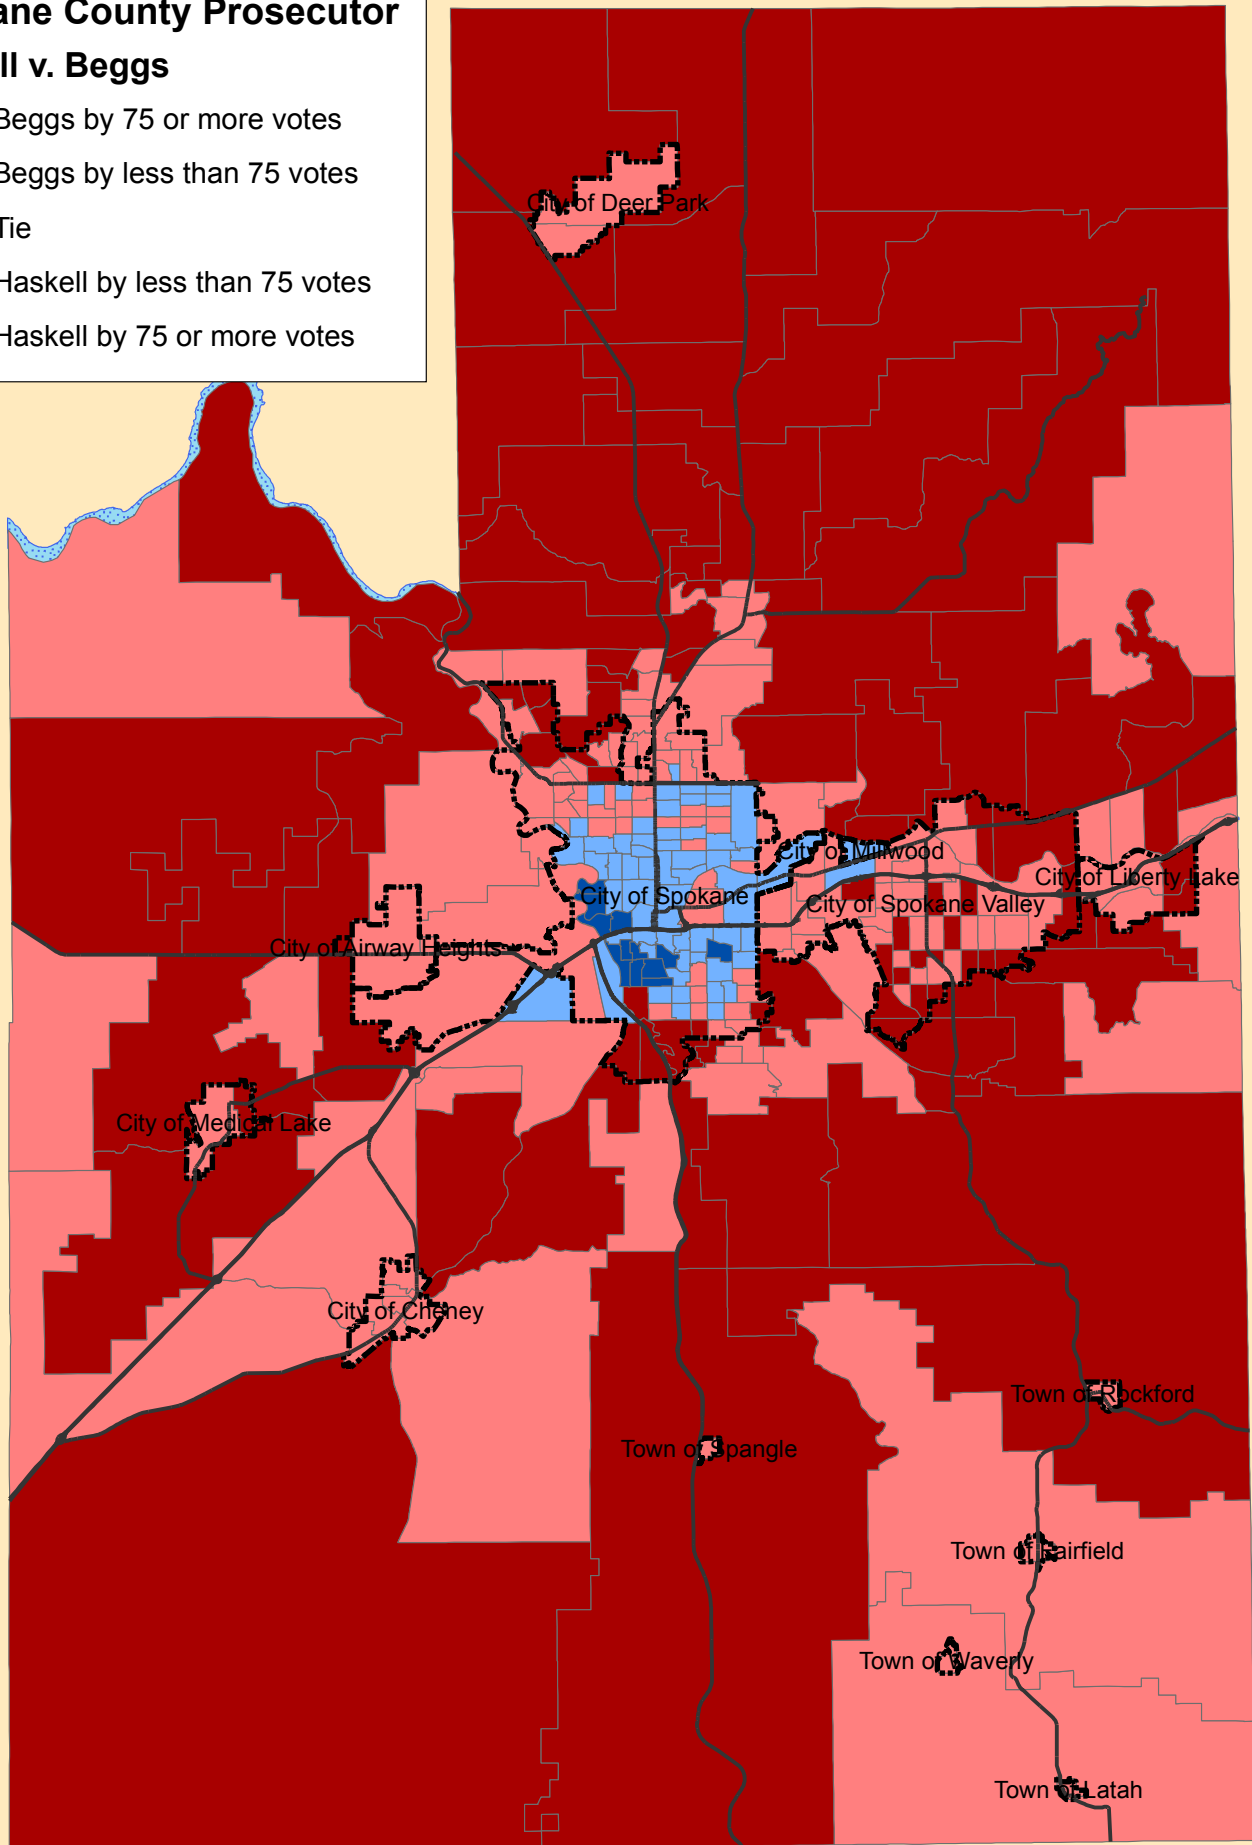 ane County Prosecutor
ll v. Beggs
Beggs by 75 or more votes
Beggs by less than 75 votes
Tie
Haskell by less than 75 votes
Haskell by 75 or more votes
City of Deer Park
City of Millwood
City of Liberty Lake
City of Spokane
City of Spokane Valley
City of Airway Heights
City of Medical Lake
City of Cheney
Town of Rockford
Town of Spangle
Town of Fairfield
Town of Waverly
Town of Latah